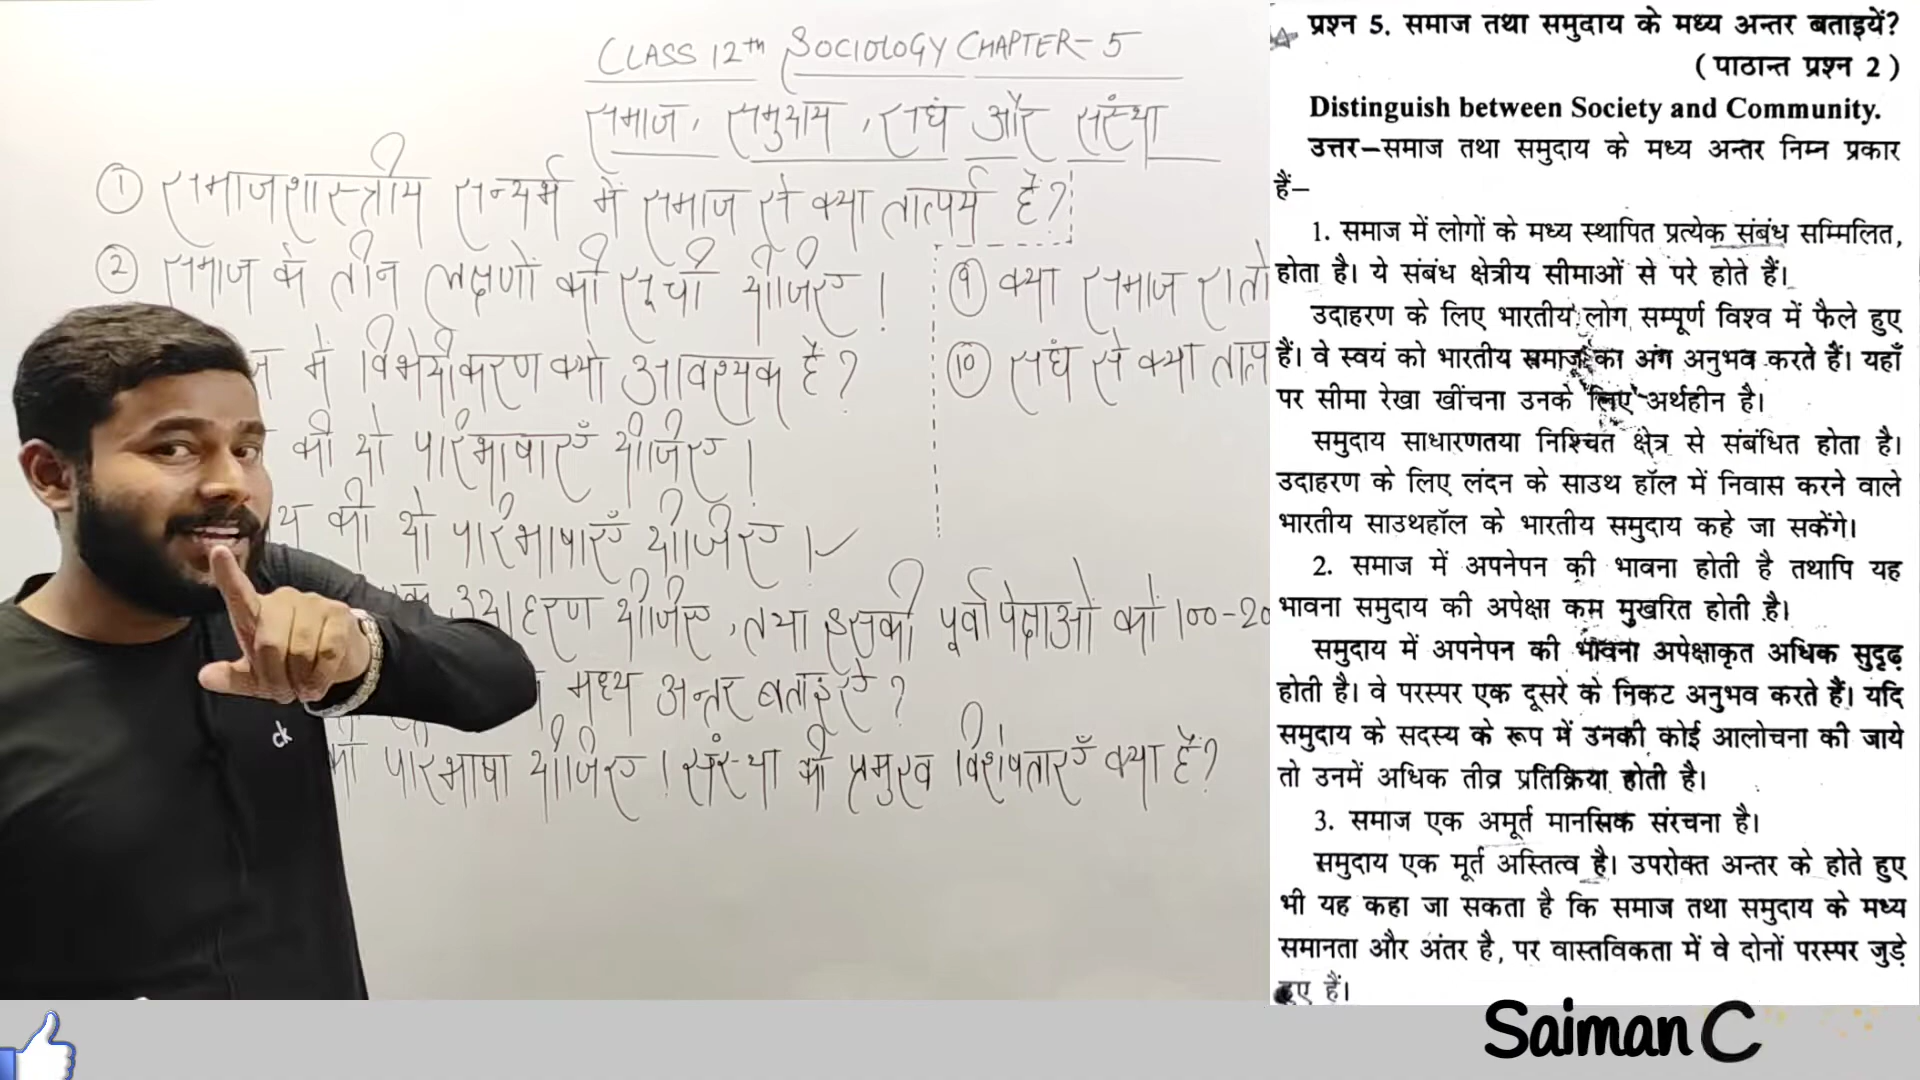 CLASS 12th SOCIOLOGY CHAPTER-5
समाज, समुदाय, संघ और संस्था
① समाजशास्त्रीय सन्दर्भ में समाज से क्या तात्पर्य है?
② समाज के तीन लक्षणों की सूची दीजिए।
में विभेदीकरण क्यों आवश्यक है?
की दो परिभाषाएँ दीजिए।
की दो परिभाषाएँ दीजिए।
उदाहरण दीजिए, तथा इसकी पूर्वापेक्षाओं को 100-20
मध्य अन्तर बताइए?
की परिभाषा दीजिए। संस्था की प्रमुख विशेषताएँ क्या हैं?
⑨ क्या समाज
⑩ संघ से क्या
ck
प्रश्न 5. समाज तथा समुदाय के मध्य अन्तर बताइयें?
(पाठान्त प्रश्न 2)
Distinguish between Society and Community.
उत्तर–समाज तथा समुदाय के मध्य अन्तर निम्न प्रकार
हैं–
1. समाज में लोगों के मध्य स्थापित प्रत्येक संबंध सम्मिलित,
होता है। ये संबंध क्षेत्रीय सीमाओं से परे होते हैं।
उदाहरण के लिए भारतीय लोग सम्पूर्ण विश्व में फैले हुए
हैं। वे स्वयं को भारतीय समाज का अंग अनुभव करते हैं। यहाँ
पर सीमा रेखा खींचना उनके लिए अर्थहीन है।
समुदाय साधारणतया निश्चित क्षेत्र से संबंधित होता है।
उदाहरण के लिए लंदन के साउथ हॉल में निवास करने वाले
भारतीय साउथहॉल के भारतीय समुदाय कहे जा सकेंगे।
2. समाज में अपनेपन की भावना होती है तथापि यह
भावना समुदाय की अपेक्षा कम मुखरित होती है।
समुदाय में अपनेपन की भावना अपेक्षाकृत अधिक सुदृढ़
होती है। वे परस्पर एक दूसरे के निकट अनुभव करते हैं। यदि
समुदाय के सदस्य के रूप में उनकी कोई आलोचना की जाये
तो उनमें अधिक तीव्र प्रतिक्रिया होती है।
3. समाज एक अमूर्त मानसिक संरचना है।
समुदाय एक मूर्त अस्तित्व है। उपरोक्त अन्तर के होते हुए
भी यह कहा जा सकता है कि समाज तथा समुदाय के मध्य
समानता और अंतर है, पर वास्तविकता में वे दोनों परस्पर जुड़े
हुए हैं।
Saiman C